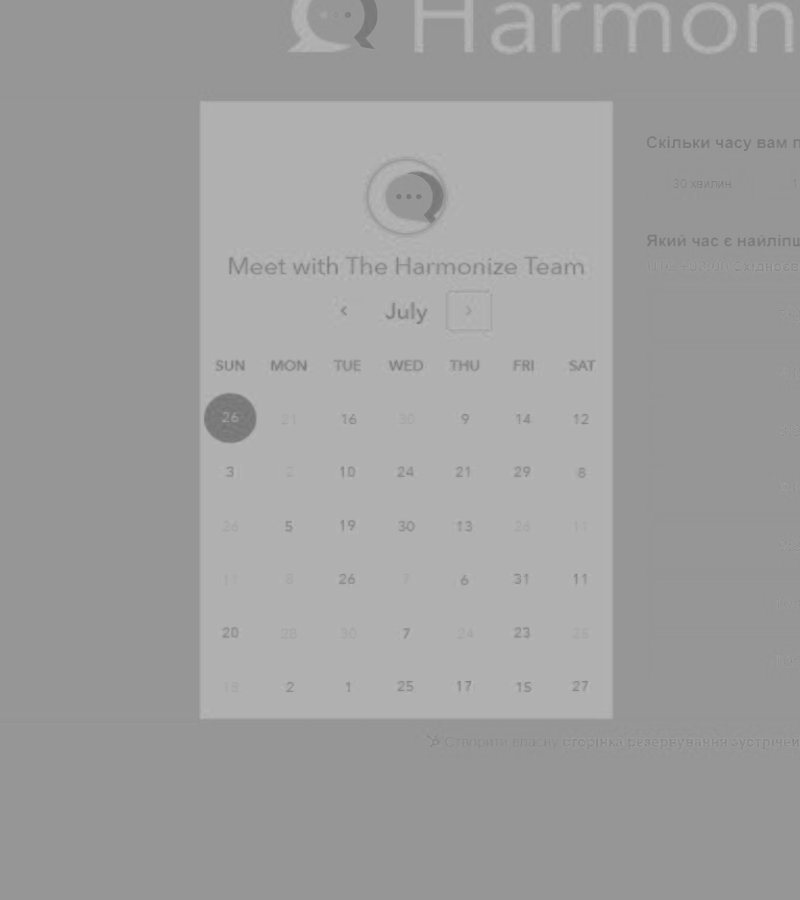 Harmon
Meet with The Harmonize Team
July
SUN MON TUE WED THU FRI SAT
26 21 16 30 9 14 12
3 2 10 24 21 29 8
26 5 19 30 13 26 11
11 8 26 7 6 31 11
20 28 30 7 24 23 28
18 2 1 25 17 15 27
Скільки часу вам п
30 хвилин
Який час є найліпш
Створити власну сторінка резервування зустрічей